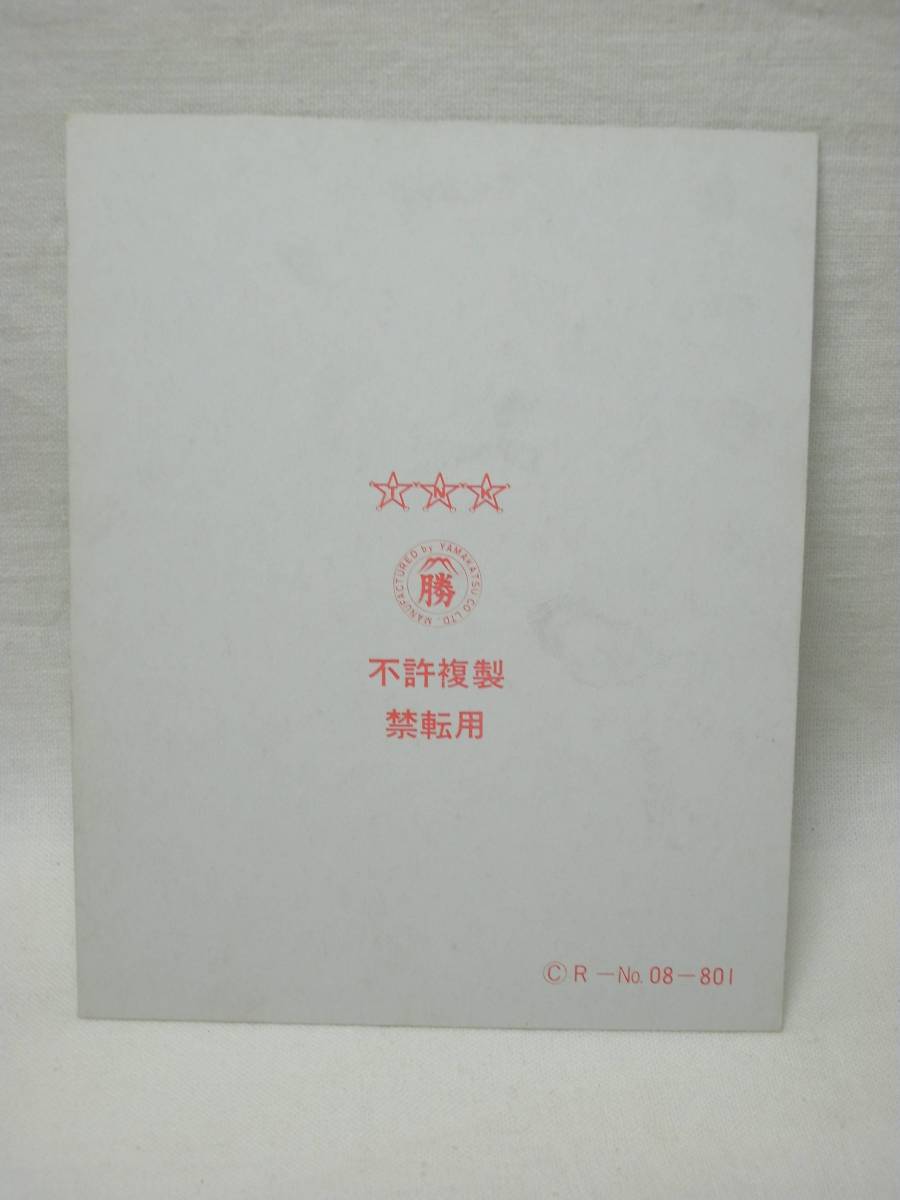 TNK
MANUFACTURED by YAMAKATSU CO LTD.
勝
不許複製
禁転用
ⒸR-No.08-801